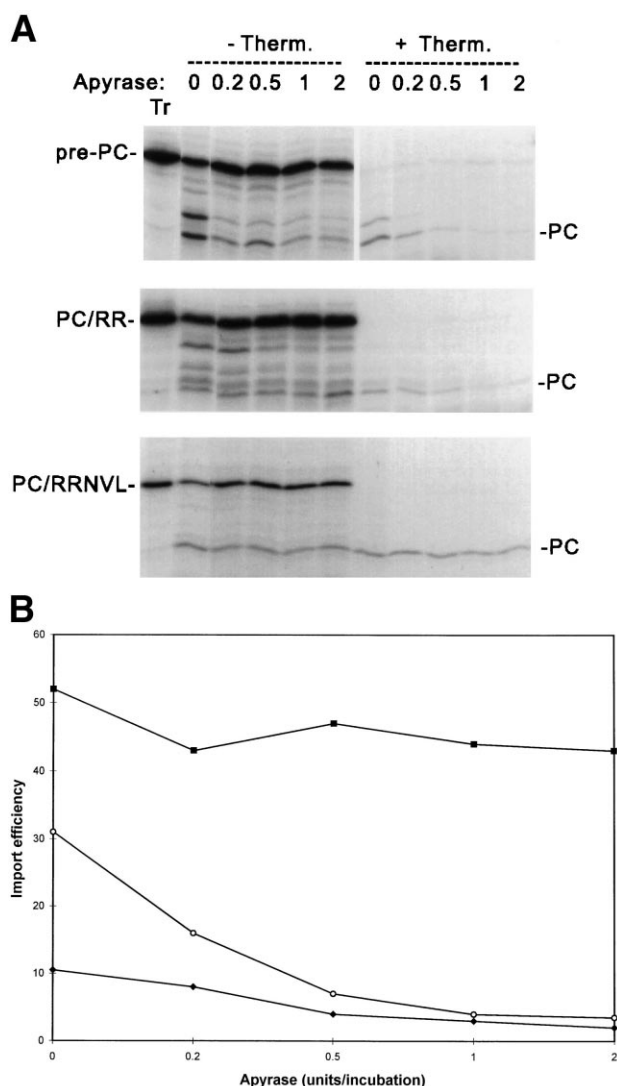 A
- Therm. + Therm.
Apyrase: 0 0.2 0.5 1 2 0 0.2 0.5 1 2
Tr
pre-PC-
-PC
PC/RR-
-PC
PC/RRNVL-
-PC
B
60
50
40
30
20
10
0
Import efficiency
0 0.2 0.5 1 2
Apyrase (units/incubation)